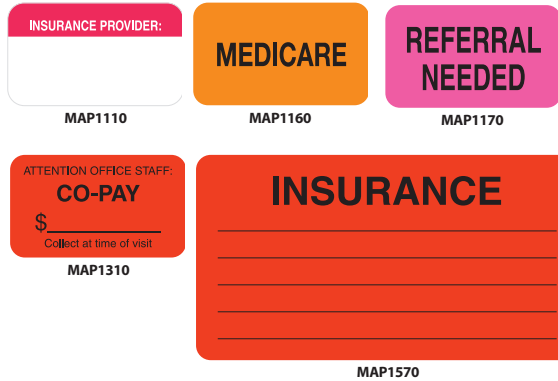 INSURANCE PROVIDER:
MAP1110
MEDICARE
MAP1160
REFERRAL
NEEDED
MAP1170
ATTENTION OFFICE STAFF:
CO-PAY
$
Collect at time of visit
MAP1310
INSURANCE
MAP1570